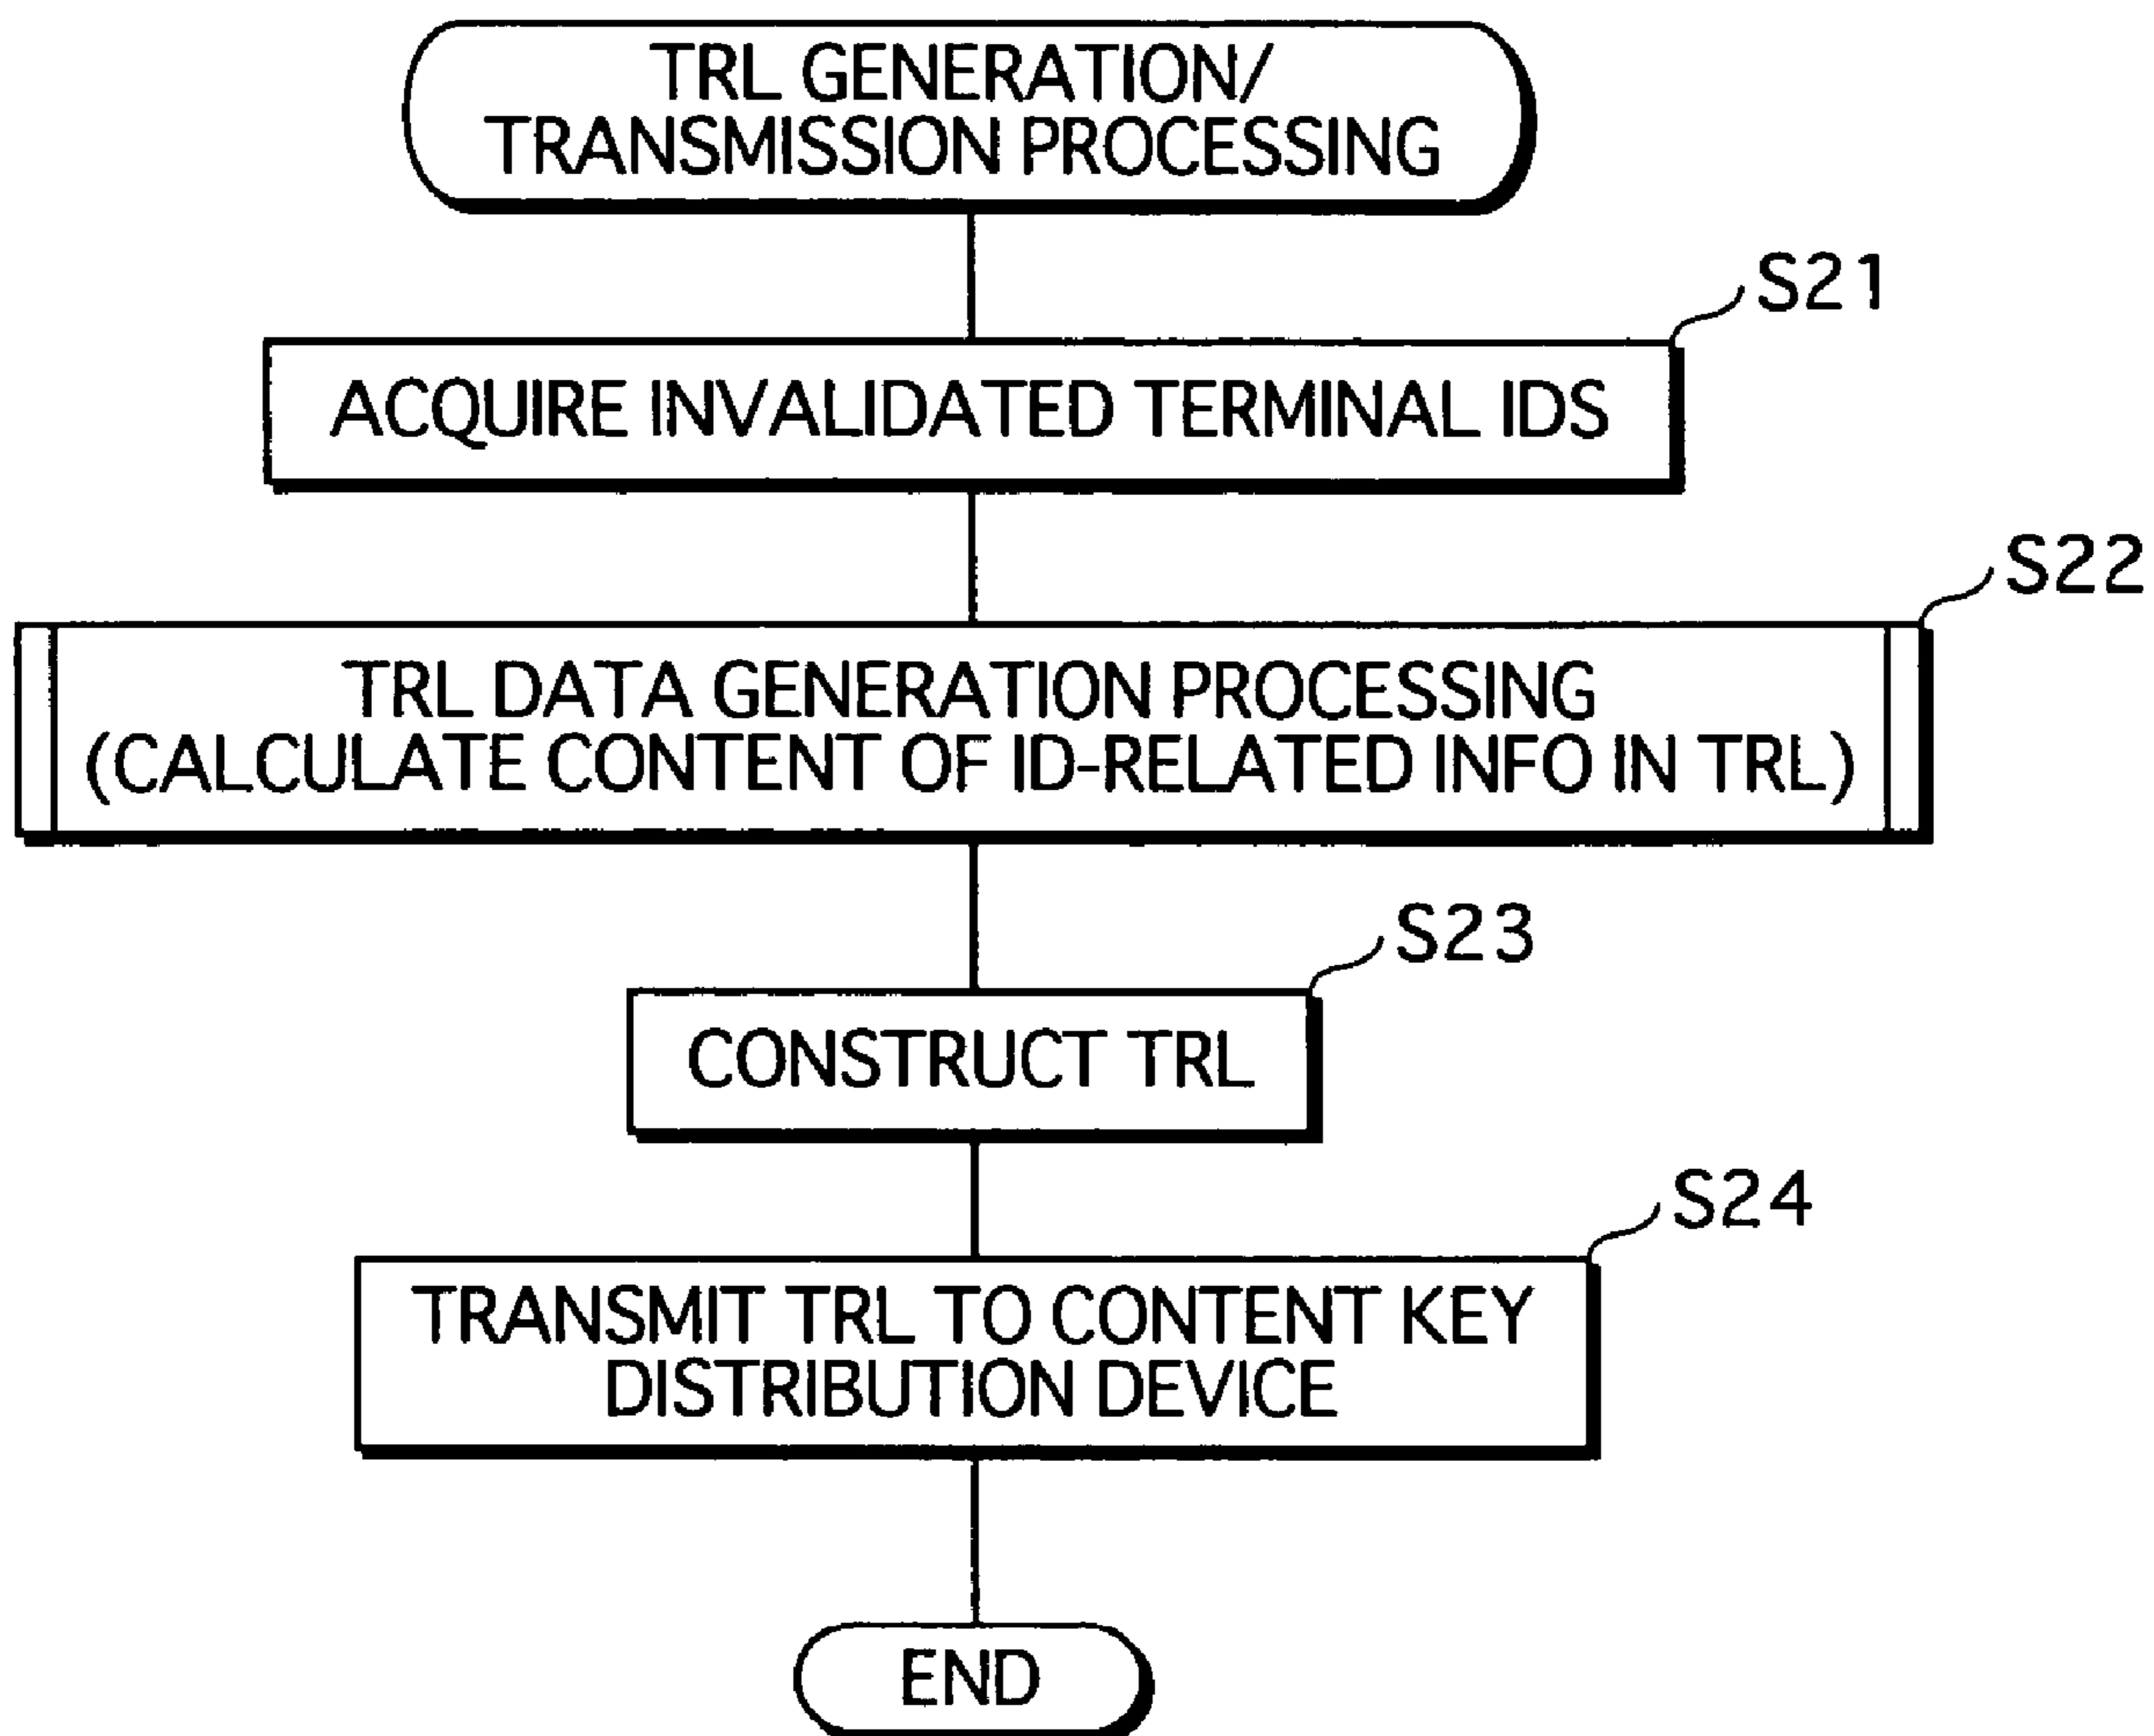 TRL GENERATION/
TRANSMISSION PROCESSING
S21
ACQUIRE INVALIDATED TERMINAL IDS
S22
TRL DATA GENERATION PROCESSING
(CALCULATE CONTENT OF ID-RELATED INFO IN TRL)
S23
CONSTRUCT TRL
S24
TRANSMIT TRL TO CONTENT KEY
DISTRIBUTION DEVICE
END